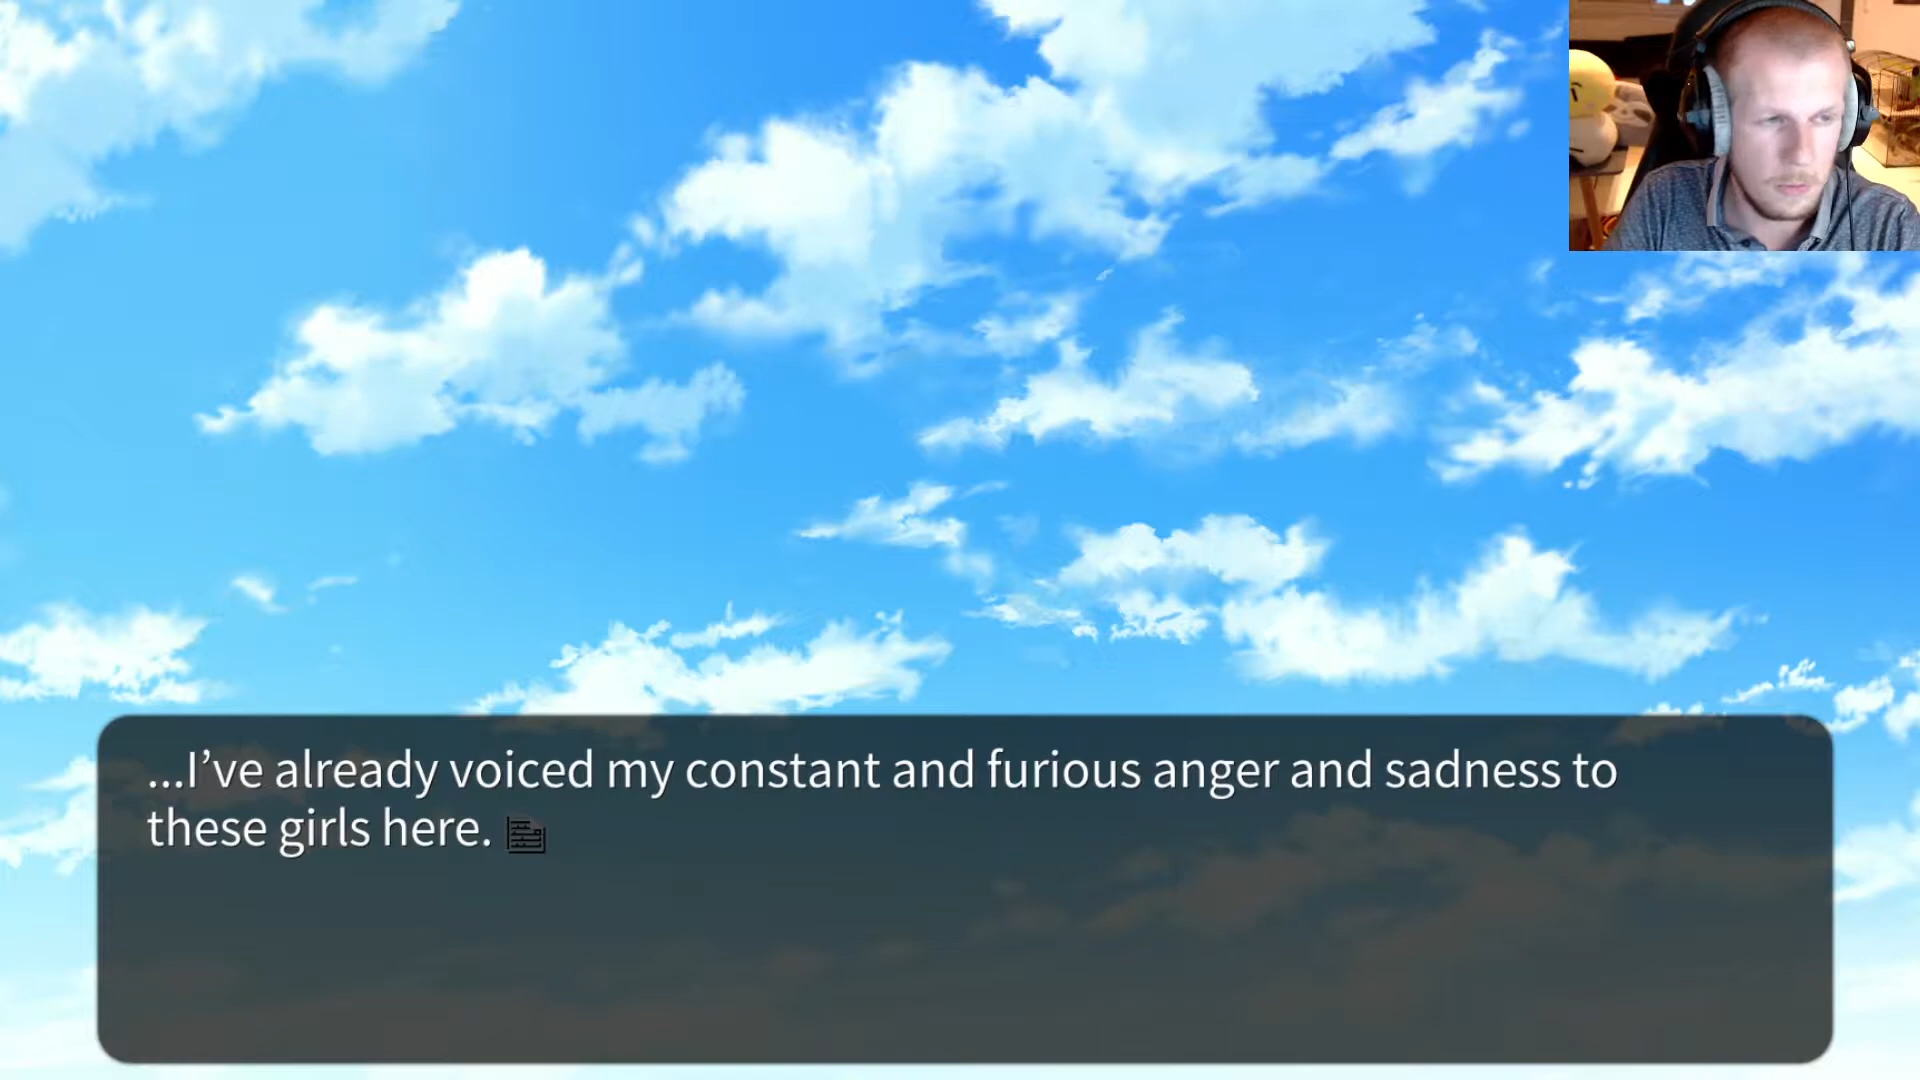 ...I’ve already voiced my constant and furious anger and sadness to
these girls here.